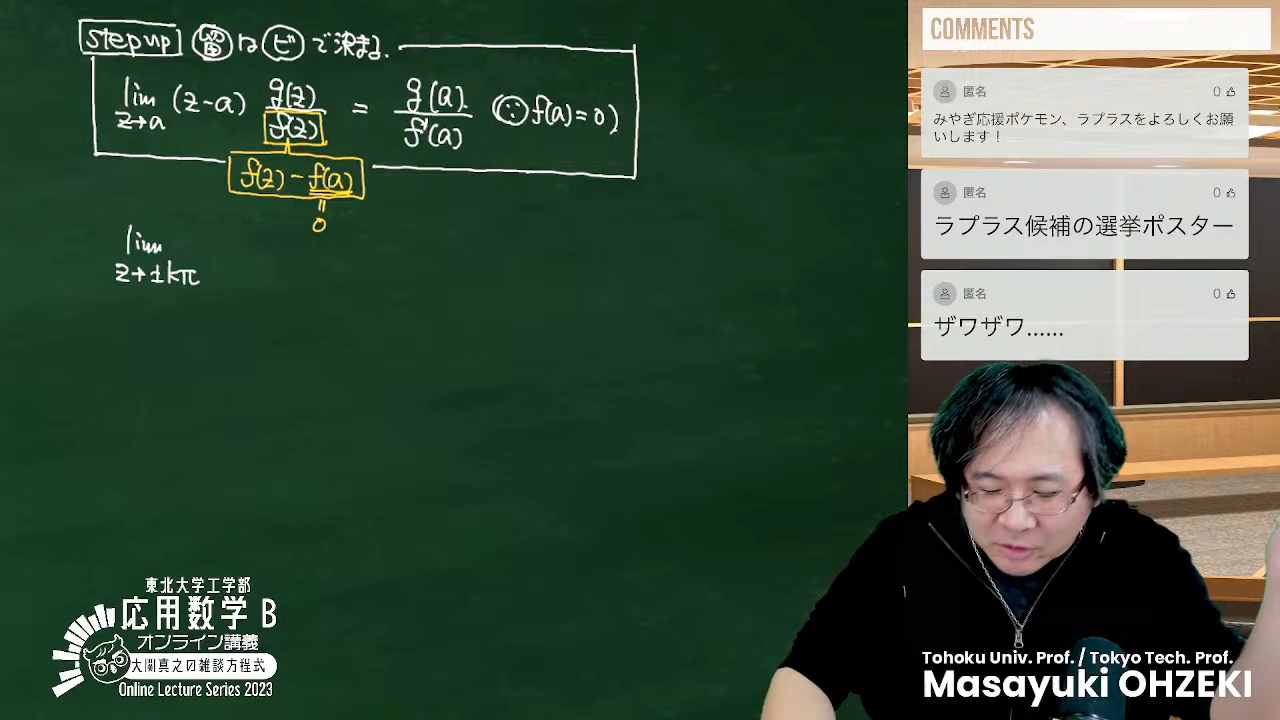 step up 留 は ビ で決まる.
lim z→a (z-a) g(z)/f(z) = g(a)/f'(a) (∵ f(a)=0)
f(z) - f(a)
=
0
lim
z→±kπ
COMMENTS
匿名 0
みやぎ応援ポケモン、ラプラスをよろしくお願いします！
匿名 0
ラプラス候補の選挙ポスター
匿名 0
ザワザワ......
東北大学工学部
応用数学 B
オンライン講義
大関真之の雑談方程式
Online Lecture Series 2023
Tohoku Univ. Prof. / Tokyo Tech. Prof.
Masayuki OHZEKI